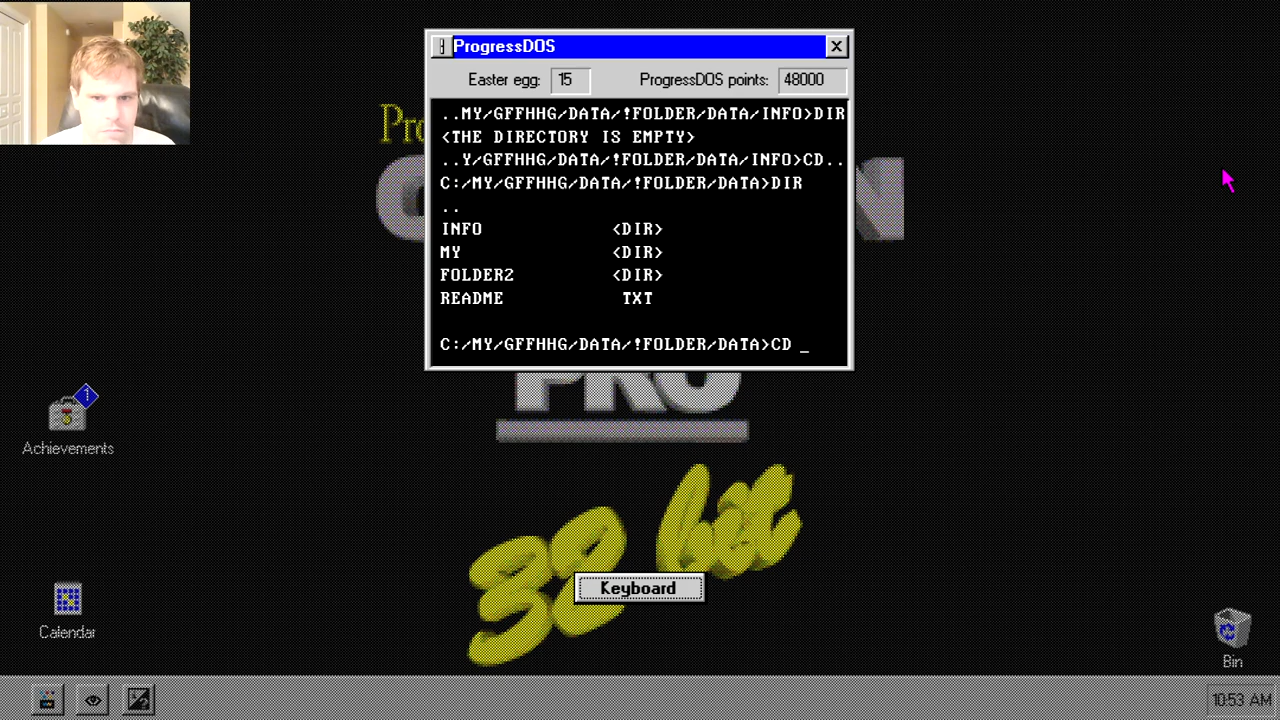 ProgressDOS
Easter egg: 15 ProgressDOS points: 48000
..MY/GFFHHG/DATA/!FOLDER/DATA/INFO>DIR
<THE DIRECTORY IS EMPTY>
..Y/GFFHHG/DATA/!FOLDER/DATA/INFO>CD..
C:/MY/GFFHHG/DATA/!FOLDER/DATA>DIR
..
INFO <DIR>
MY <DIR>
FOLDER2 <DIR>
README TXT
C:/MY/GFFHHG/DATA/!FOLDER/DATA>CD _
PRO
1
Achievements
bit
Keyboard
Calendar
Bin
10:53 AM